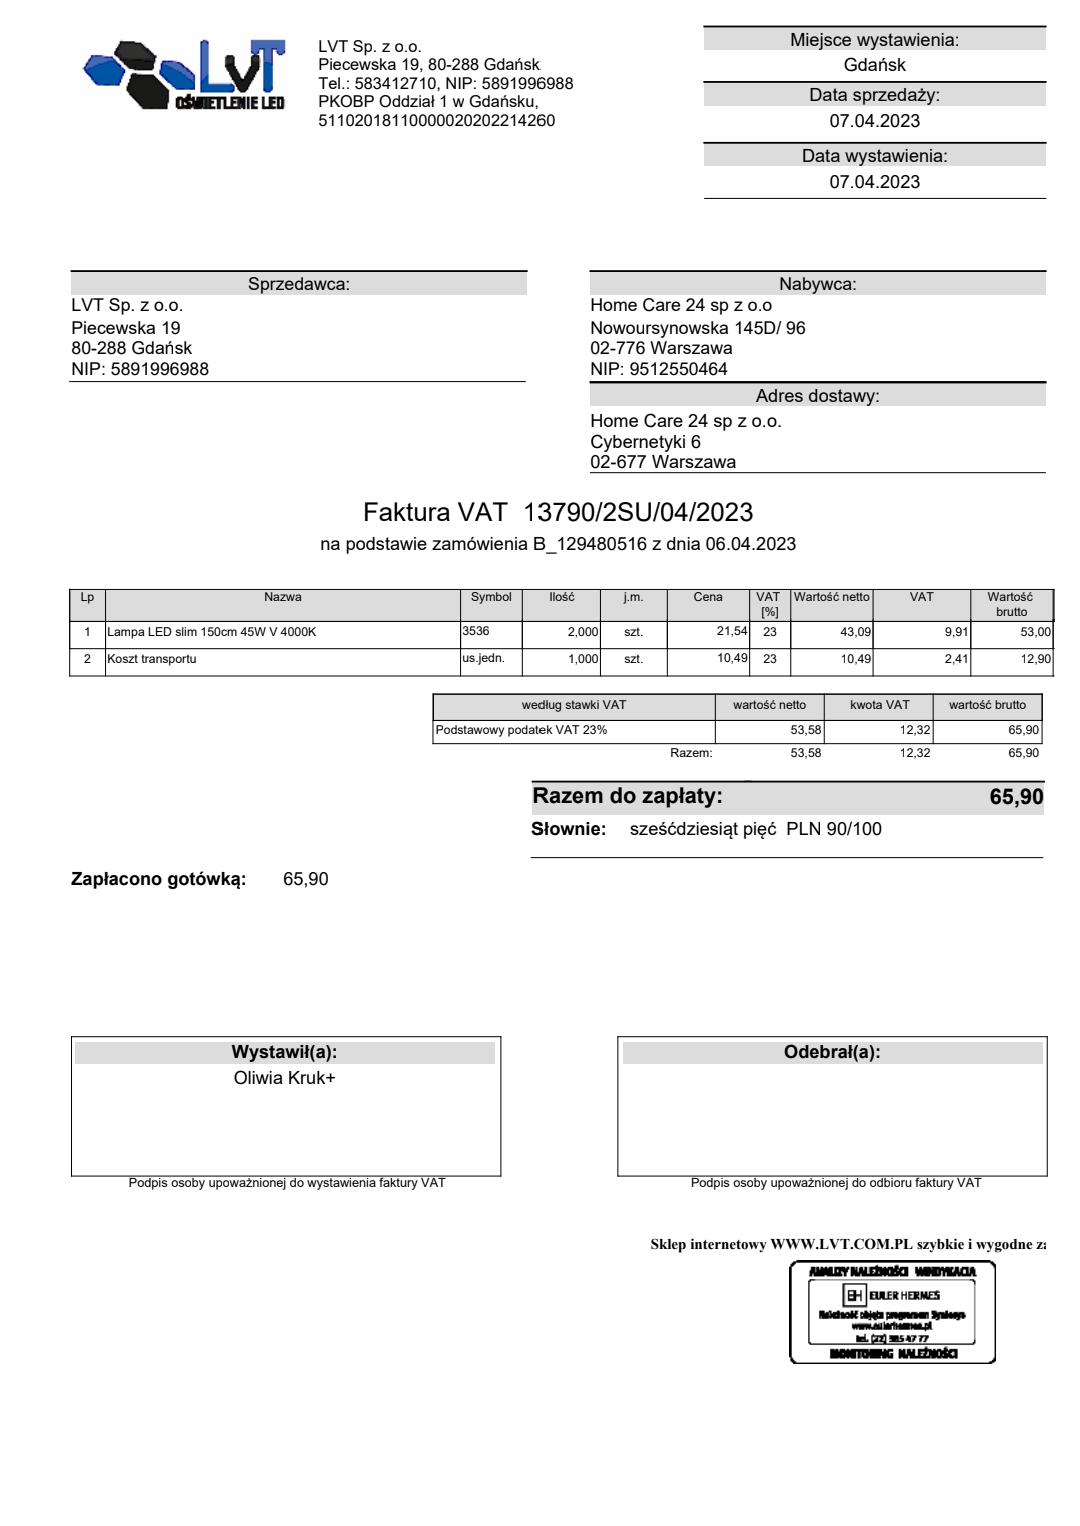 LVT
OŚWIETLENIE LED
LVT Sp. z o.o.
Piecewska 19, 80-288 Gdańsk
Tel.: 583412710, NIP: 5891996988
PKOBP Oddział 1 w Gdańsku,
51102018110000020202214260
Miejsce wystawienia:
Gdańsk
Data sprzedaży:
07.04.2023
Data wystawienia:
07.04.2023
Sprzedawca:
LVT Sp. z o.o.
Piecewska 19
80-288 Gdańsk
NIP: 5891996988
Nabywca:
Home Care 24 sp z o.o
Nowoursynowska 145D/ 96
02-776 Warszawa
NIP: 9512550464
Adres dostawy:
Home Care 24 sp z o.o.
Cybernetyki 6
02-677 Warszawa
Faktura VAT 13790/2SU/04/2023
na podstawie zamówienia B_129480516 z dnia 06.04.2023
Lp Nazwa Symbol Ilość j.m. Cena VAT [%] Wartość netto VAT Wartość brutto
1 Lampa LED slim 150cm 45W V 4000K 3536 2,000 szt. 21,54 23 43,09 9,91 53,00
2 Koszt transportu us.jedn. 1,000 szt. 10,49 23 10,49 2,41 12,90
według stawki VAT wartość netto kwota VAT wartość brutto
Podstawowy podatek VAT 23% 53,58 12,32 65,90
Razem: 53,58 12,32 65,90
Razem do zapłaty: 65,90
Słownie: sześćdziesiąt pięć PLN 90/100
Zapłacono gotówką: 65,90
Wystawił(a):
Oliwia Kruk+
Podpis osoby upoważnionej do wystawienia faktury VAT
Odebrał(a):
Podpis osoby upoważnionej do odbioru faktury VAT
Sklep internetowy WWW.LVT.COM.PL szybkie i wygodne za
ANALIZY NALEŻNOŚCI WINDYKACJA
EH EULER HERMES
Należność objęta programem
www.eulerhermes.pl
tel. (22) 385 47 77
MONITORING NALEŻNOŚCI